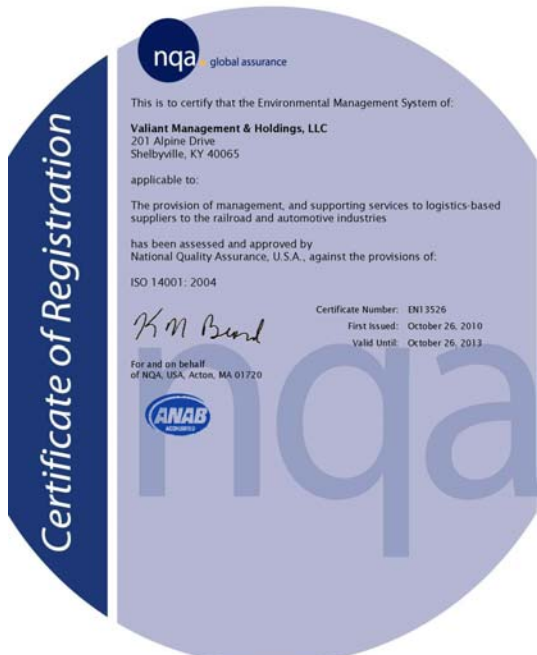 nqa. global assurance
This is to certify that the Environmental Management System of:
Valiant Management & Holdings, LLC
201 Alpine Drive
Shelbyville, KY 40065
applicable to:
The provision of management, and supporting services to logistics-based
suppliers to the railroad and automotive industries
has been assessed and approved by
National Quality Assurance, U.S.A., against the provisions of:
ISO 14001: 2004
Certificate Number: EN13526
First Issued: October 26, 2010
Valid Until: October 26, 2013
K M Beard
For and on behalf
of NQA, USA, Acton, MA 01720
ANAB
ACCREDITED
Certificate of Registration
nqa